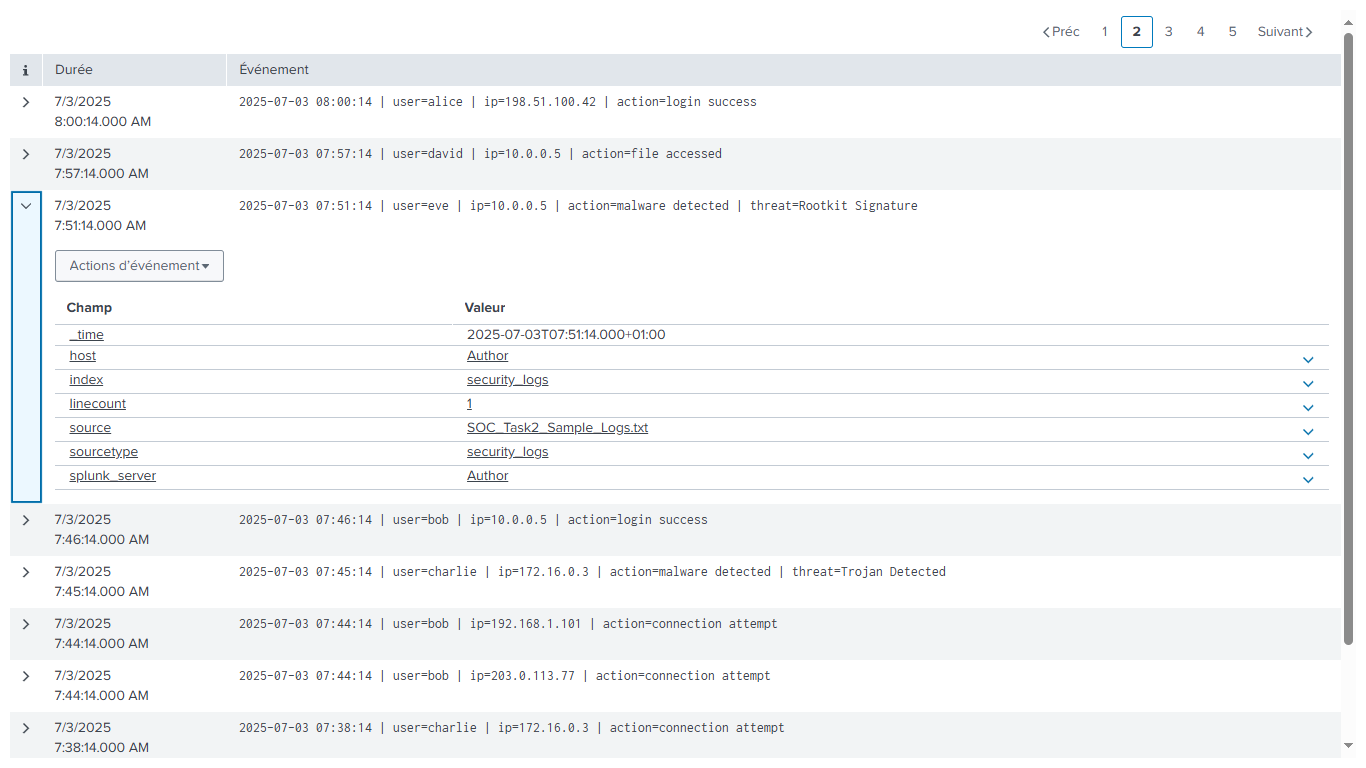 Préc 1 2 3 4 5 Suivant
i Durée Événement
7/3/2025 2025-07-03 08:00:14 | user=alice | ip=198.51.100.42 | action=login success
8:00:14.000 AM
7/3/2025 2025-07-03 07:57:14 | user=david | ip=10.0.0.5 | action=file accessed
7:57:14.000 AM
7/3/2025 2025-07-03 07:51:14 | user=eve | ip=10.0.0.5 | action=malware detected | threat=Rootkit Signature
7:51:14.000 AM
Actions d’événement
Champ Valeur
_time 2025-07-03T07:51:14.000+01:00
host Author
index security_logs
linecount 1
source SOC_Task2_Sample_Logs.txt
sourcetype security_logs
splunk_server Author
7/3/2025 2025-07-03 07:46:14 | user=bob | ip=10.0.0.5 | action=login success
7:46:14.000 AM
7/3/2025 2025-07-03 07:45:14 | user=charlie | ip=172.16.0.3 | action=malware detected | threat=Trojan Detected
7:45:14.000 AM
7/3/2025 2025-07-03 07:44:14 | user=bob | ip=192.168.1.101 | action=connection attempt
7:44:14.000 AM
7/3/2025 2025-07-03 07:44:14 | user=bob | ip=203.0.113.77 | action=connection attempt
7:44:14.000 AM
7/3/2025 2025-07-03 07:38:14 | user=charlie | ip=172.16.0.3 | action=connection attempt
7:38:14.000 AM